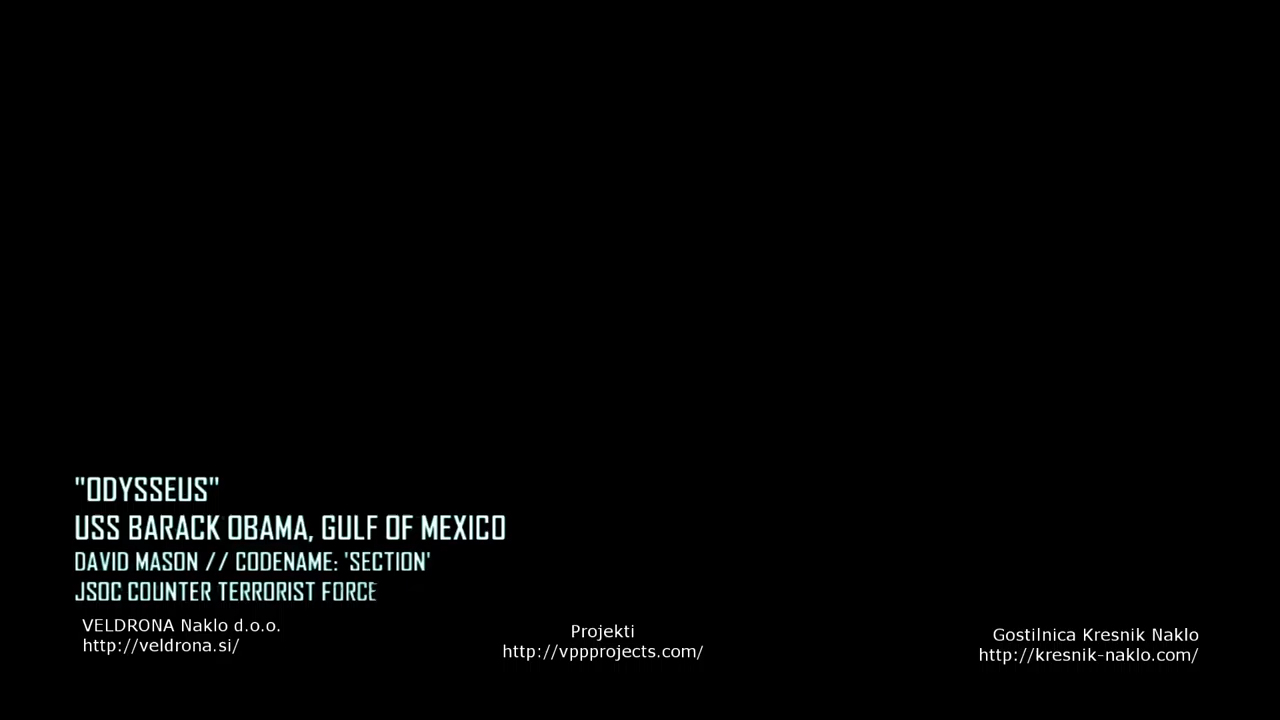 "ODYSSEUS"
USS BARACK OBAMA, GULF OF MEXICO
DAVID MASON // CODENAME: 'SECTION'
JSOC COUNTER TERRORIST FORCE
VELDRONA Naklo d.o.o.
http://veldrona.si/
Projekti
http://vppprojects.com/
Gostilnica Kresnik Naklo
http://kresnik-naklo.com/